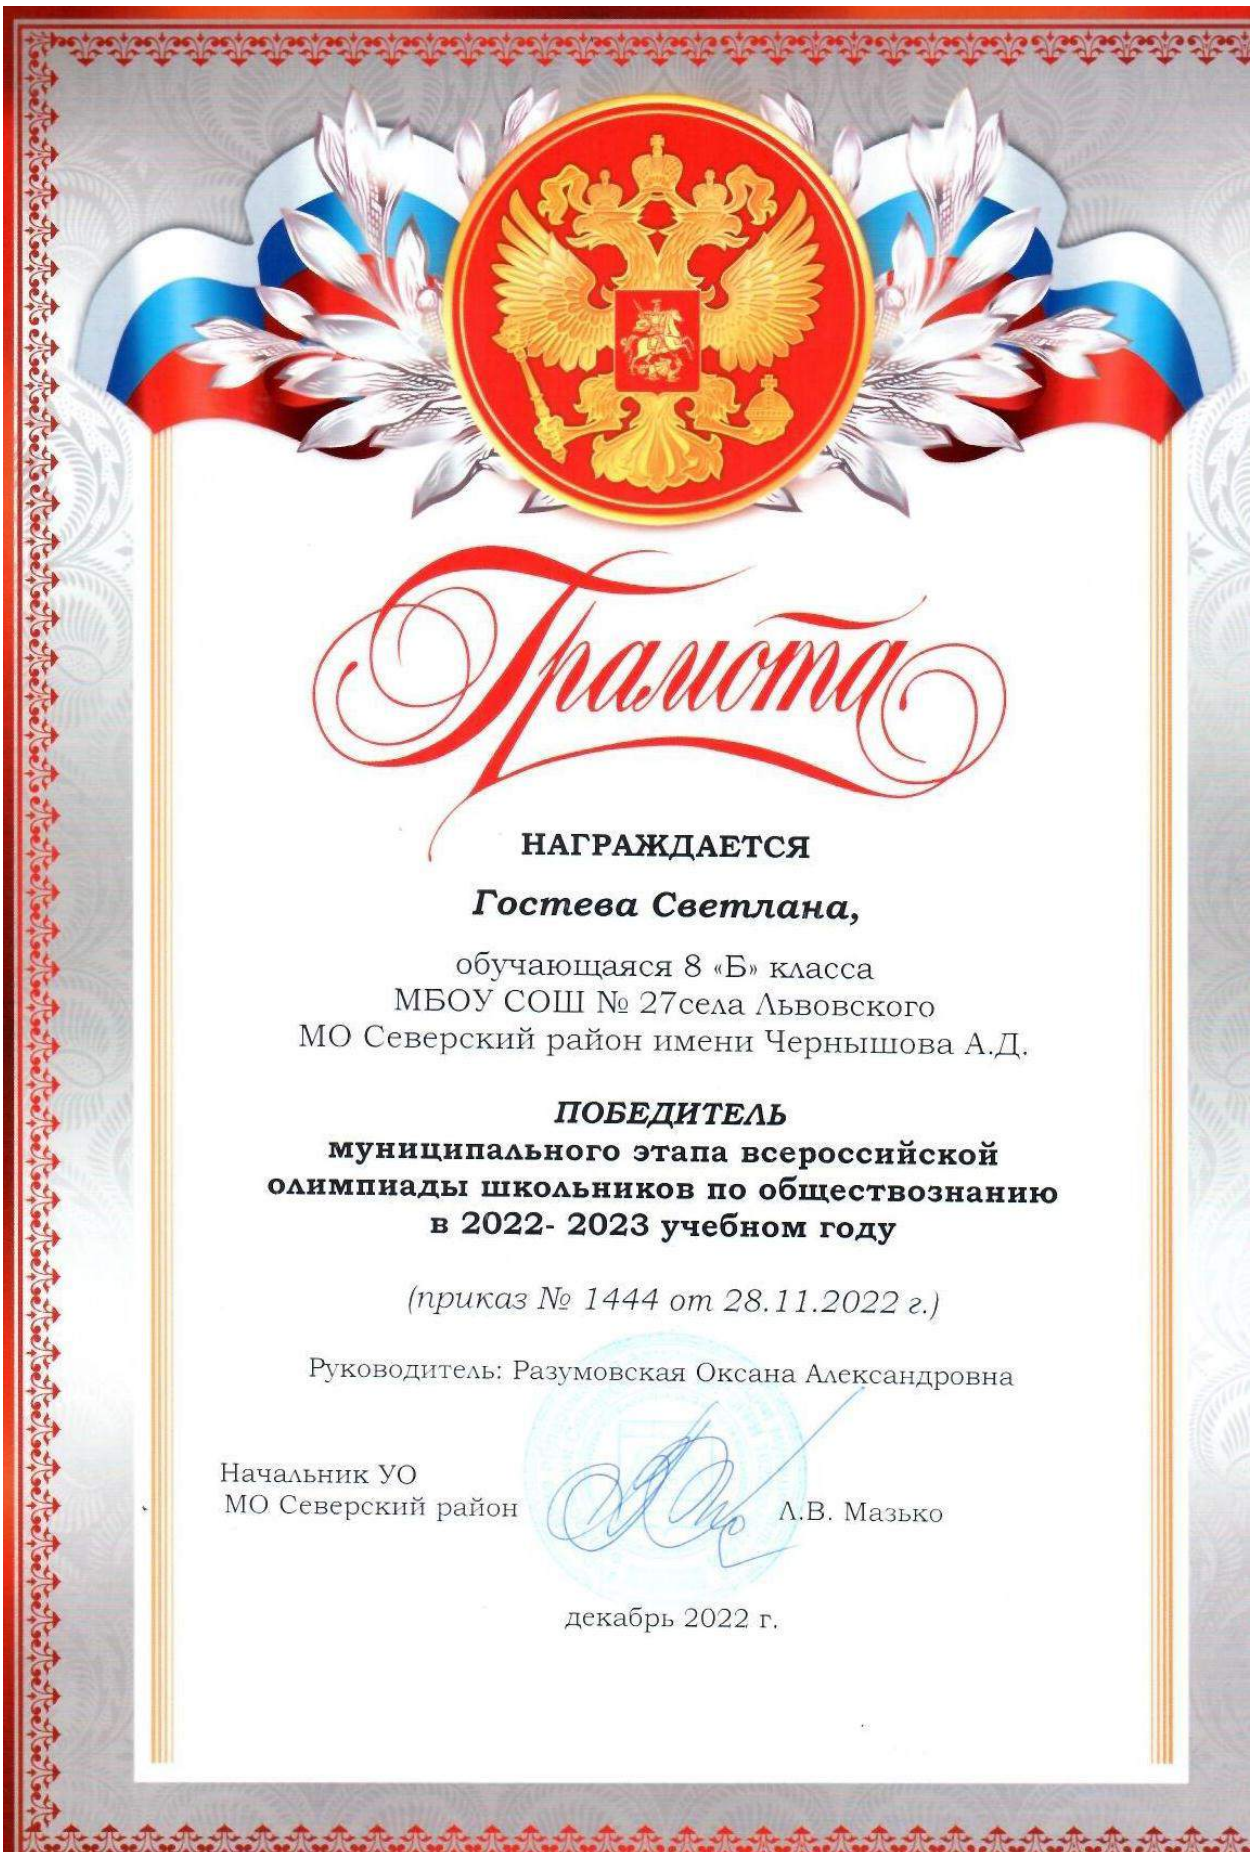 Грамота
НАГРАЖДАЕТСЯ
Гостева Светлана,
обучающаяся 8 «Б» класса
МБОУ СОШ № 27села Львовского
МО Северский район имени Чернышова А.Д.
ПОБЕДИТЕЛЬ
муниципального этапа всероссийской
олимпиады школьников по обществознанию
в 2022- 2023 учебном году
(приказ № 1444 от 28.11.2022 г.)
Руководитель: Разумовская Оксана Александровна
Начальник УО
МО Северский район Л.В. Мазько
декабрь 2022 г.